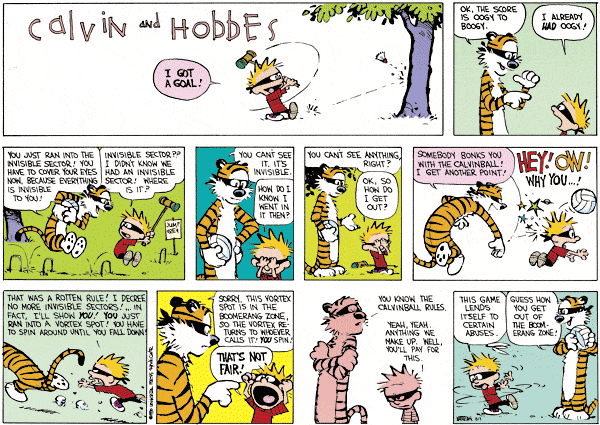 Calvin and HOBBES
I GOT
A GOAL!
OK, THE SCORE
IS OOGY TO
BOOGY.
I ALREADY
HAD OOGY!
YOU JUST RAN INTO THE
INVISIBLE SECTOR! YOU
HAVE TO COVER YOUR EYES
NOW, BECAUSE EVERYTHING
IS INVISIBLE
TO YOU!
INVISIBLE SECTOR??
I DIDN'T KNOW WE
HAD AN INVISIBLE
SECTOR! WHERE
IS IT?
JUMP
YOU CAN'T SEE
IT. IT'S
INVISIBLE.
HOW DO I
KNOW I
WENT IN
IT THEN?
YOU CAN'T SEE ANYTHING,
RIGHT?
OK, SO
HOW DO
I GET
OUT?
SOMEBODY BONKS YOU
WITH THE CALVINBALL!
I GET ANOTHER POINT!
HEY! OW!
WHY YOU...!
THAT WAS A ROTTEN RULE! I DECREE
NO MORE INVISIBLE SECTORS!... IN
FACT, I'LL SHOW YOU! YOU JUST
RAN INTO A VORTEX SPOT! YOU HAVE
TO SPIN AROUND UNTIL YOU FALL DOWN!
SORRY, THIS VORTEX
SPOT IS IN THE
BOOMERANG ZONE,
SO THE VORTEX RE-
TURNS TO WHOEVER
CALLS IT! YOU SPIN!
THAT'S NOT
FAIR!
YOU KNOW THE
CALVINBALL RULES.
YEAH, YEAH.
ANYTHING WE
MAKE UP. WELL,
YOU'LL PAY FOR
THIS.
THIS GAME
LENDS
ITSELF TO
CERTAIN
ABUSES.
GUESS HOW
YOU GET
OUT OF
THE BOOM-
ERANG ZONE!